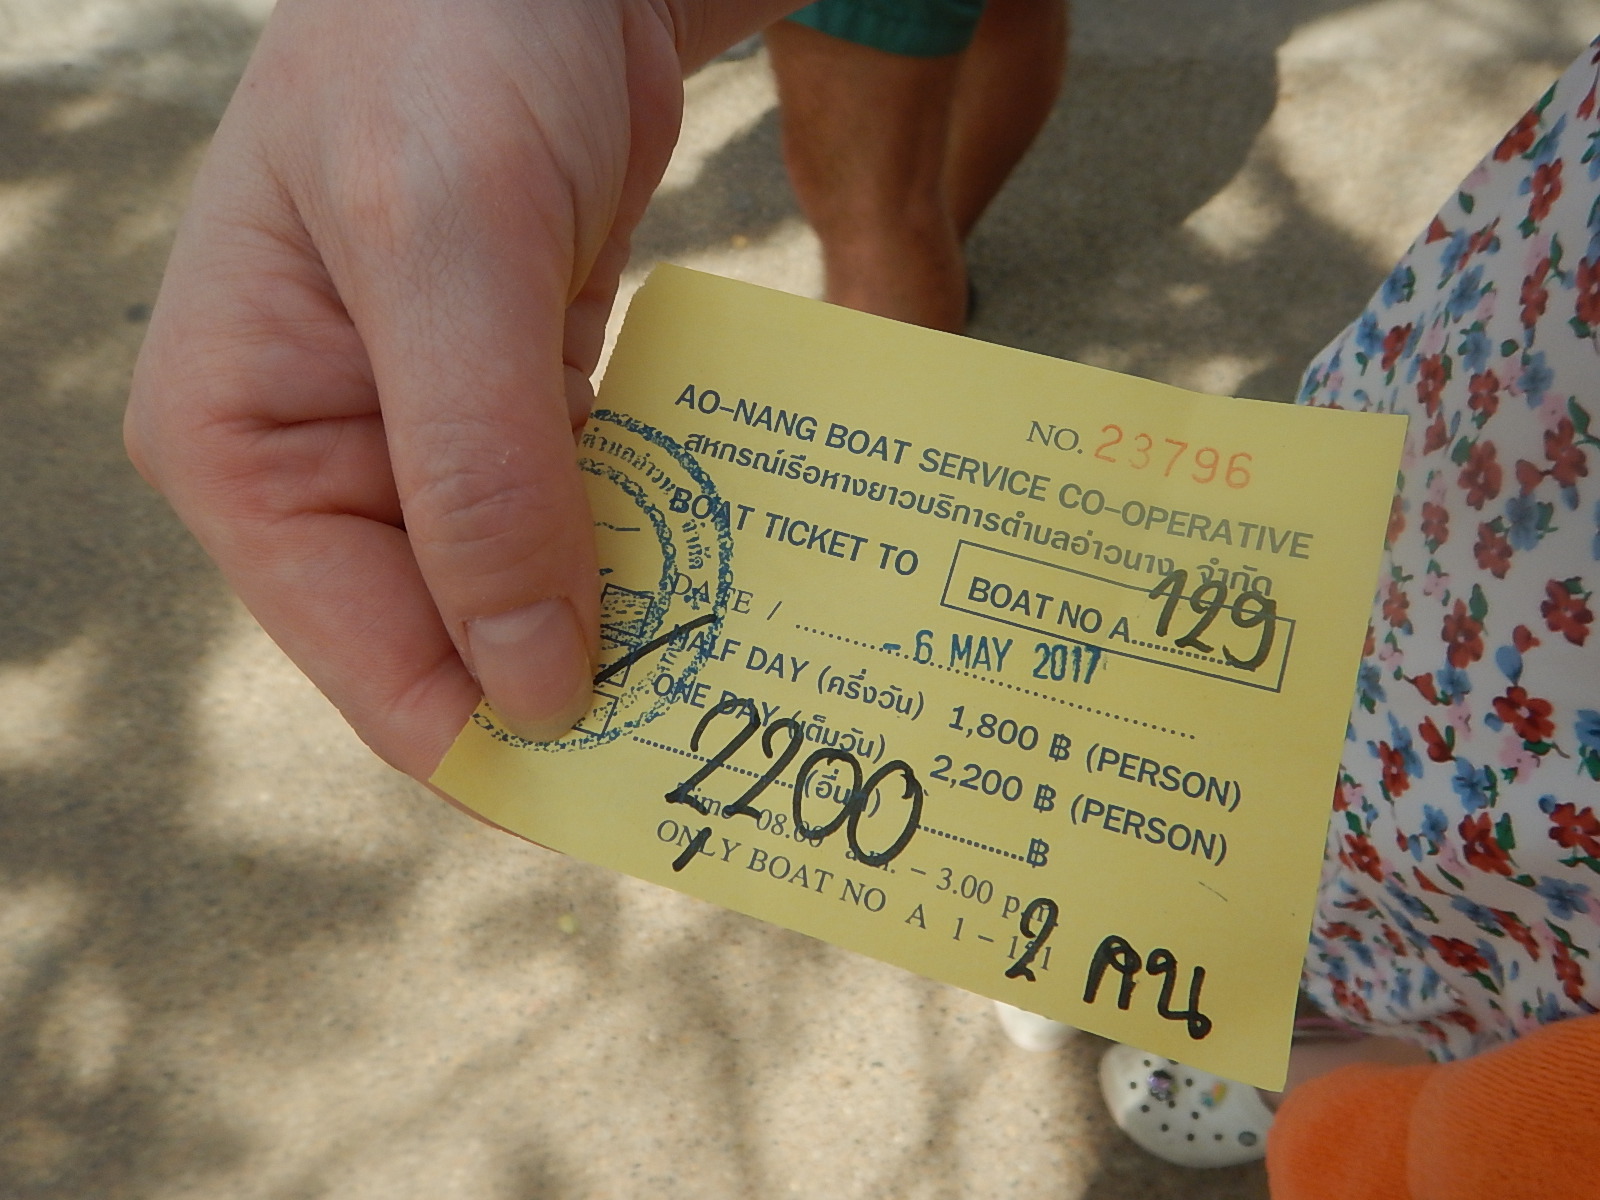 NO. 23796
AO-NANG BOAT SERVICE CO-OPERATIVE
สหกรณ์เรือหางยาวบริการตำบลอ่าวนาง จำกัด
BOAT TICKET TO
BOAT NO A......129
DATE / ........- 6 MAY 2017........
HALF DAY (ครึ่งวัน) 1,800 ฿ (PERSON)
ONE DAY (เต็มวัน) 2,200 ฿ (PERSON)
2200
............(อื่นๆ)............฿
Time 08.00 a.m. - 3.00 p.m
ONLY BOAT NO A 1 -
2 คน